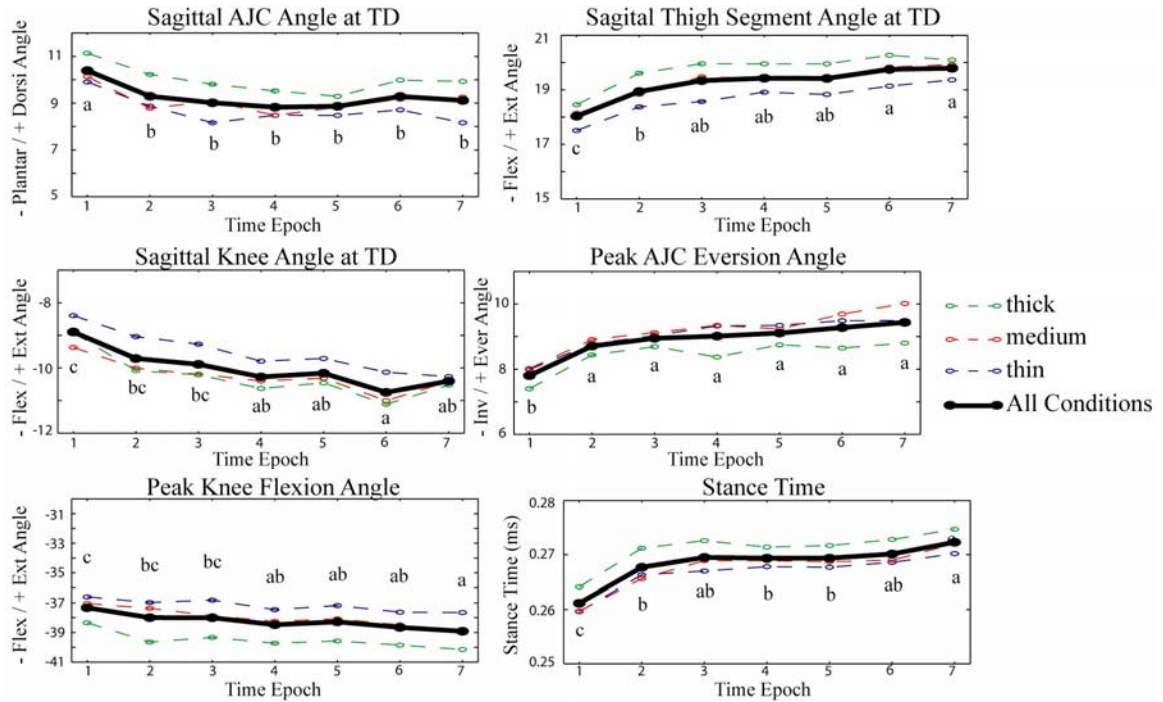 Sagittal AJC Angle at TD
- Plantar / + Dorsi Angle
11
9
7
5
a b b b b b b
1 2 3 4 5 6 7
Time Epoch
Sagital Thigh Segment Angle at TD
- Flex / + Ext Angle
21
19
17
15
c b ab ab ab a a
1 2 3 4 5 6 7
Time Epoch
Sagittal Knee Angle at TD
- Flex / + Ext Angle
-8
-10
-12
c bc bc ab ab a ab
1 2 3 4 5 6 7
Time Epoch
Peak AJC Eversion Angle
- Inv / + Ever Angle
10
8
6
b a a a a a a
1 2 3 4 5 6 7
Time Epoch
thick
medium
thin
All Conditions
Peak Knee Flexion Angle
- Flex / + Ext Angle
-31
-33
-35
-37
-39
-41
c bc bc ab ab ab a
1 2 3 4 5 6 7
Time Epoch
Stance Time
Stance Time (ms)
0.28
0.27
0.26
0.25
c b ab b b ab a
1 2 3 4 5 6 7
Time Epoch